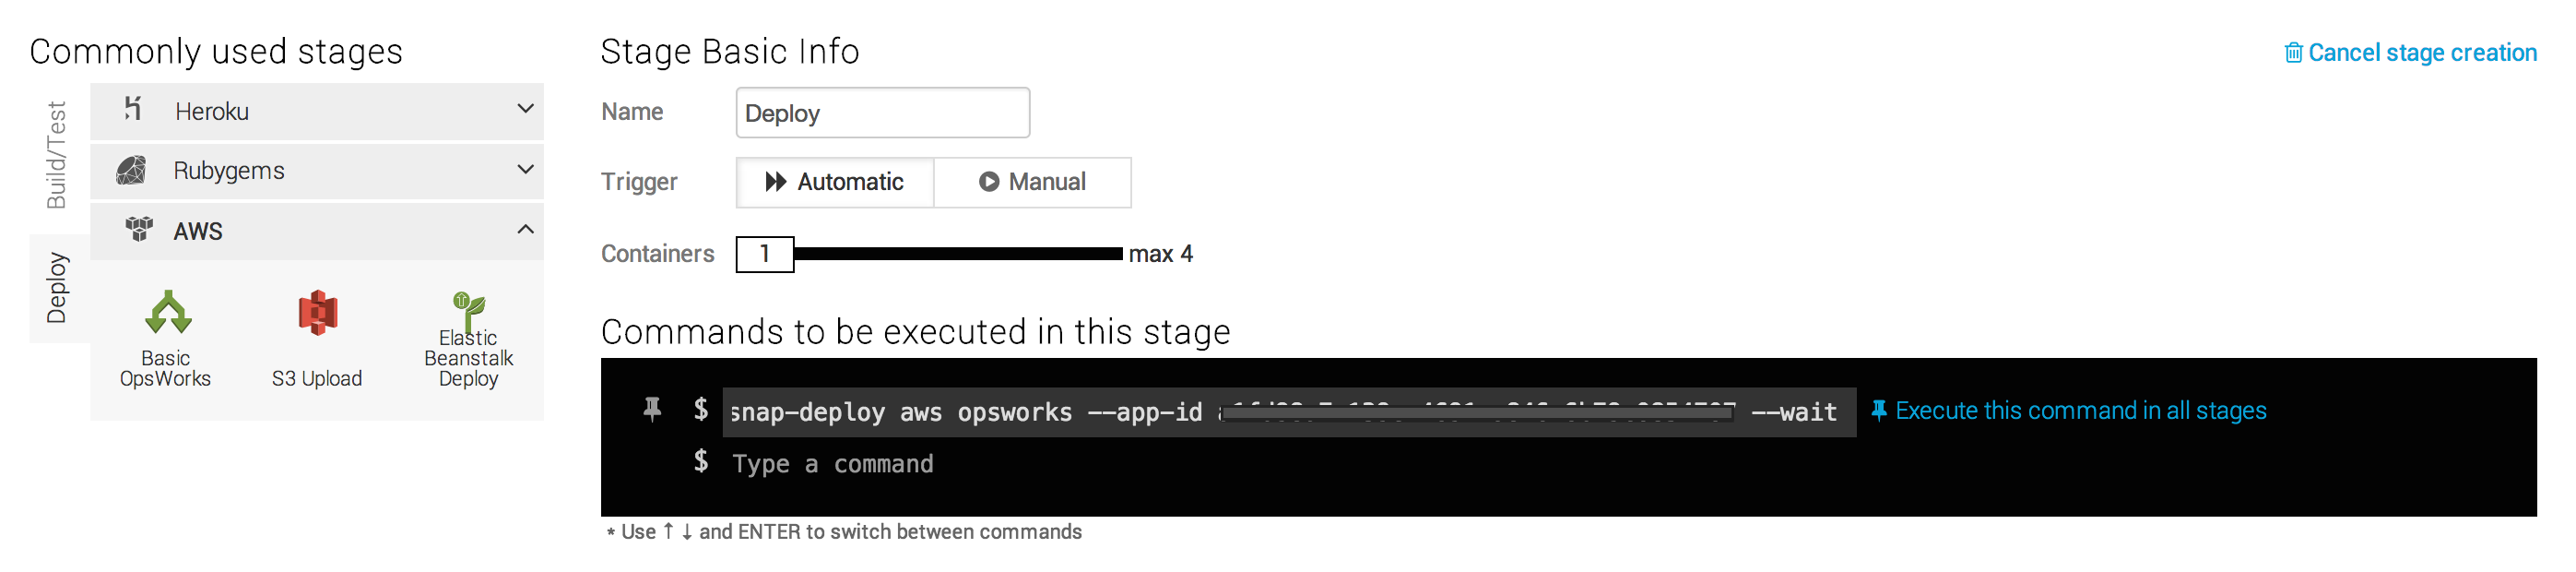 Commonly used stages
Build/Test
Deploy
Heroku
Rubygems
AWS
Basic
OpsWorks
S3 Upload
Elastic
Beanstalk
Deploy
Stage Basic Info
Cancel stage creation
Name
Deploy
Trigger
Automatic
Manual
Containers
1
max 4
Commands to be executed in this stage
$ snap-deploy aws opsworks --app-id --wait
Execute this command in all stages
$ Type a command
* Use ↑ ↓ and ENTER to switch between commands